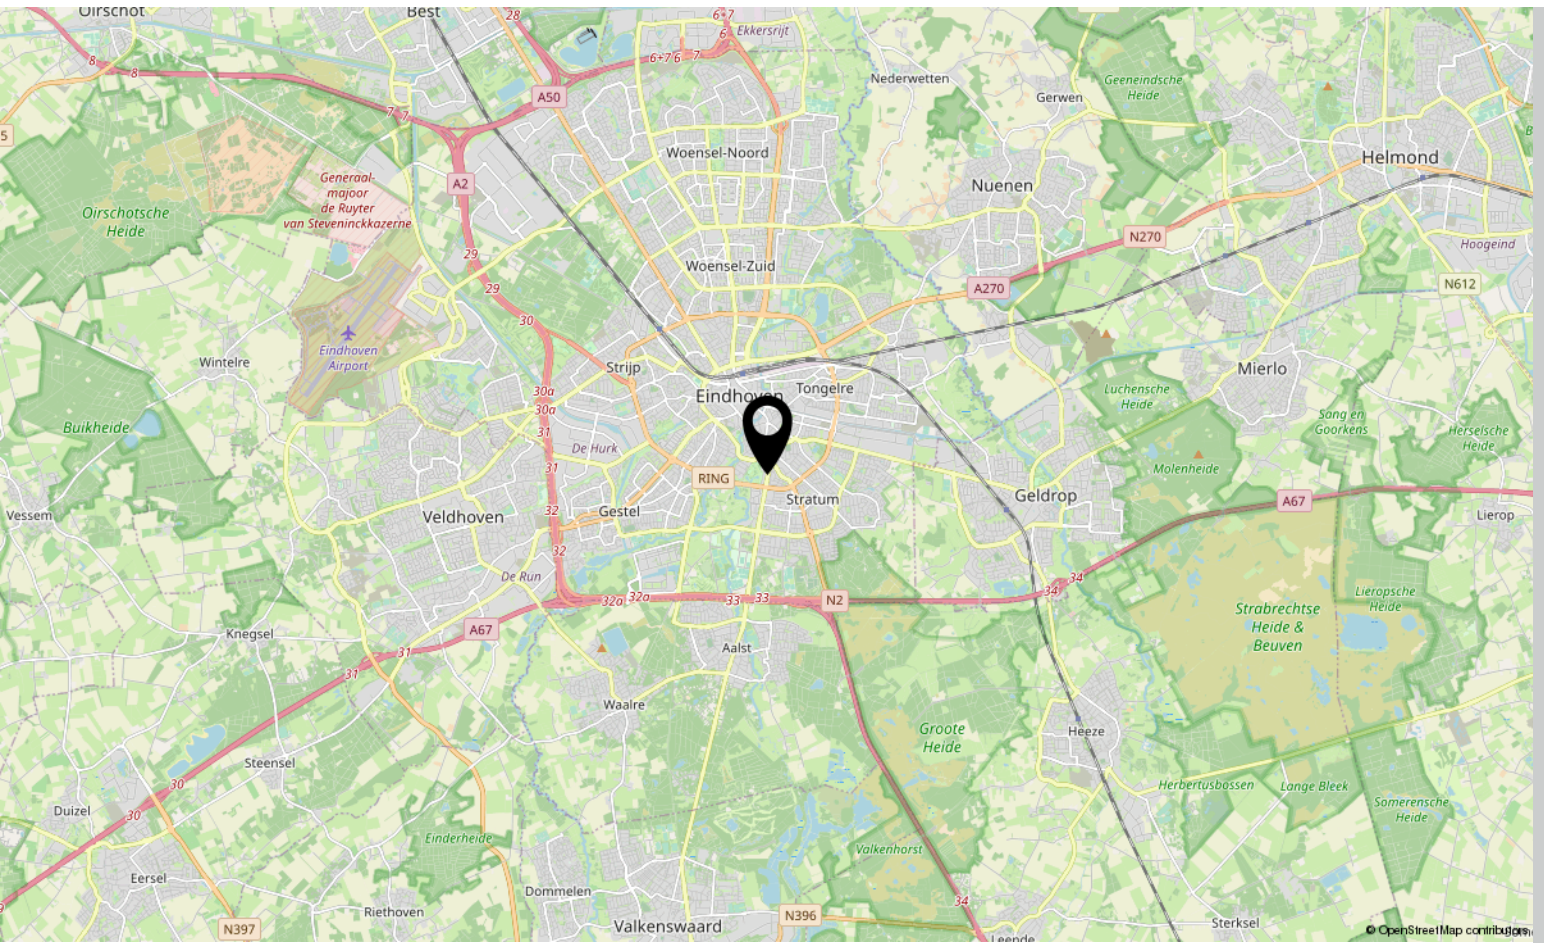 Oirschot
Best
28
6+7
6
Ekkersrijt
6+7 6
7
8
8
Nederwetten
Geeneindsche
Heide
A50
Gerwen
7 7
5
Woensel-Noord
Helmond
A2
Nuenen
Generaal-
majoor
de Ruyter
van Steveninckkazerne
Oirschotsche
Heide
N270
Hoogeind
29
Woensel-Zuid
29
A270
N612
30
Eindhoven
Airport
Wintelre
Strijp
Mierlo
Eindhoven
Tongelre
30a
30a
Luchensche
Heide
Sang en
Goorkens
Buikheide
31
Herselsche
Heide
De Hurk
31
Molenheide
RING
Stratum
Geldrop
A67
32
Gestel
Veldhoven
Vessem
Lierop
32
De Run
34
34
32a
32a
33
33
N2
Lieropsche
Heide
Strabrechtse
Heide &
Beuven
A67
Knegsel
31
31
Aalst
Waalre
Groote
Heide
Heeze
Steensel
30
30
Herbertusbossen
Lange Bleek
Somerensche
Heide
Duizel
Einderheide
Valkenhorst
Eersel
Dommelen
34
Riethoven
N397
Valkenswaard
N396
Sterksel
Leende
© OpenStreetMap contributors